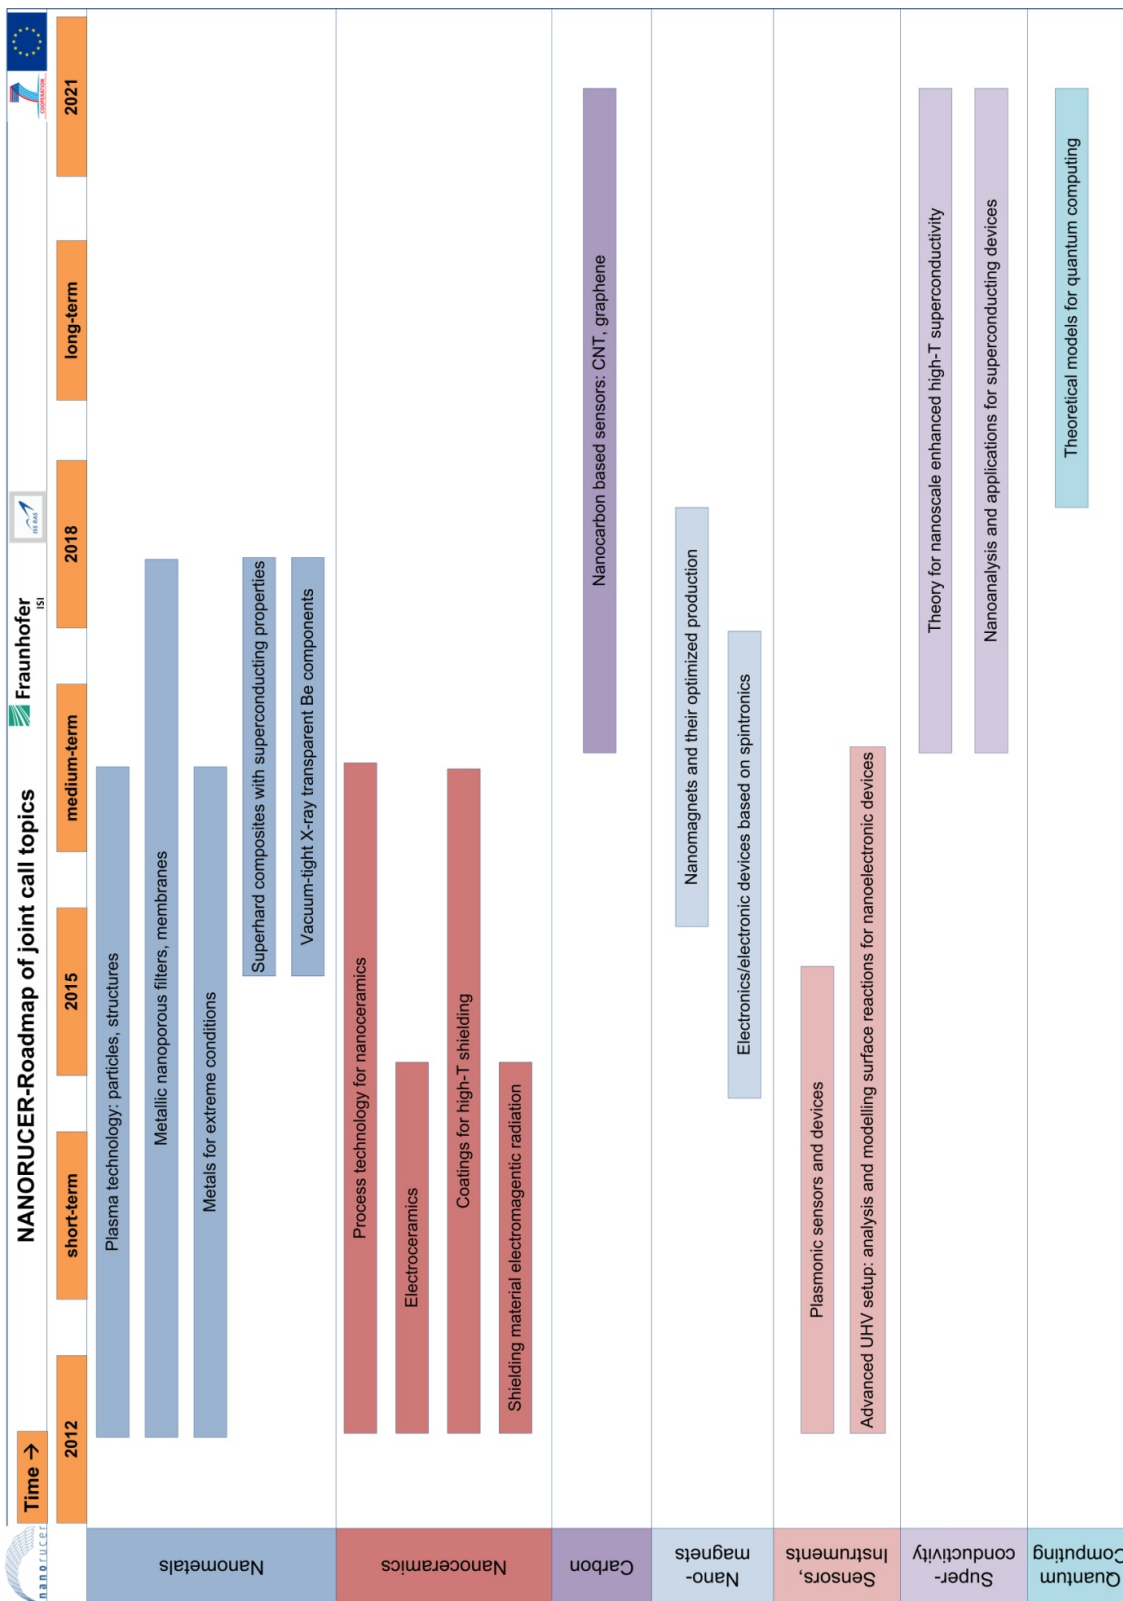 nanorucer
NANORUCER-Roadmap of joint call topics
Fraunhofer
ISI
ISS RAS
COOPERATION
Time →
2012
short-term
2015
medium-term
2018
long-term
2021
Nanometals
Plasma technology: particles, structures
Metallic nanoporous filters, membranes
Metals for extreme conditions
Superhard composites with superconducting properties
Vacuum-tight X-ray transparent Be components
Nanoceramics
Process technology for nanoceramics
Electroceramics
Coatings for high-T shielding
Shielding material electromagentic radiation
Carbon
Nanocarbon based sensors: CNT, graphene
Nano-
magnets
Nanomagnets and their optimized production
Electronics/electronic devices based on spintronics
Sensors,
Instruments
Plasmonic sensors and devices
Advanced UHV setup: analysis and modelling surface reactions for nanoelectronic devices
Super-
conductivity
Theory for nanoscale enhanced high-T superconductivity
Nanoanalysis and applications for superconducting devices
Quantum
Computing
Theoretical models for quantum computing